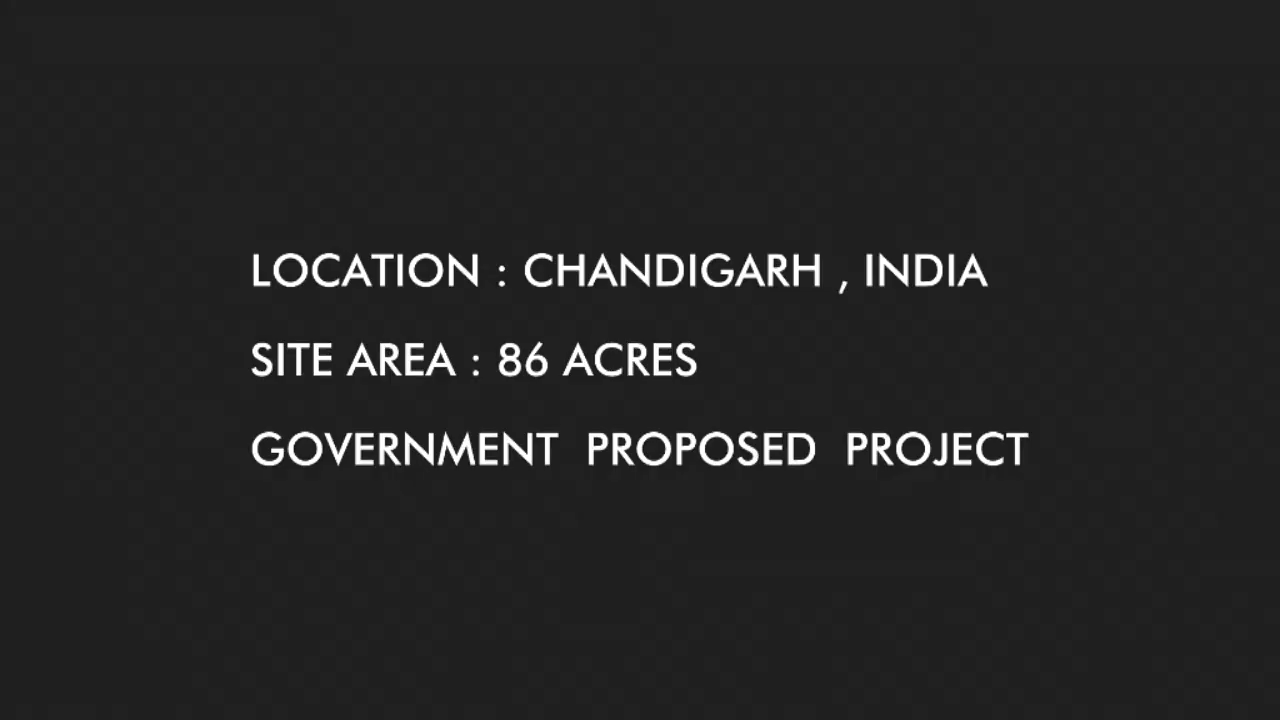 LOCATION : CHANDIGARH , INDIA
SITE AREA : 86 ACRES
GOVERNMENT PROPOSED PROJECT